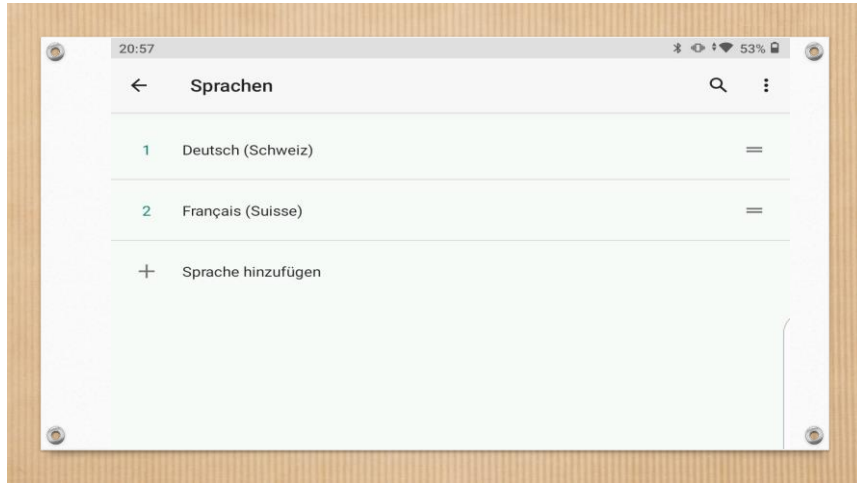 20:57 53%
Sprachen
1 Deutsch (Schweiz)
2 Français (Suisse)
Sprache hinzufügen